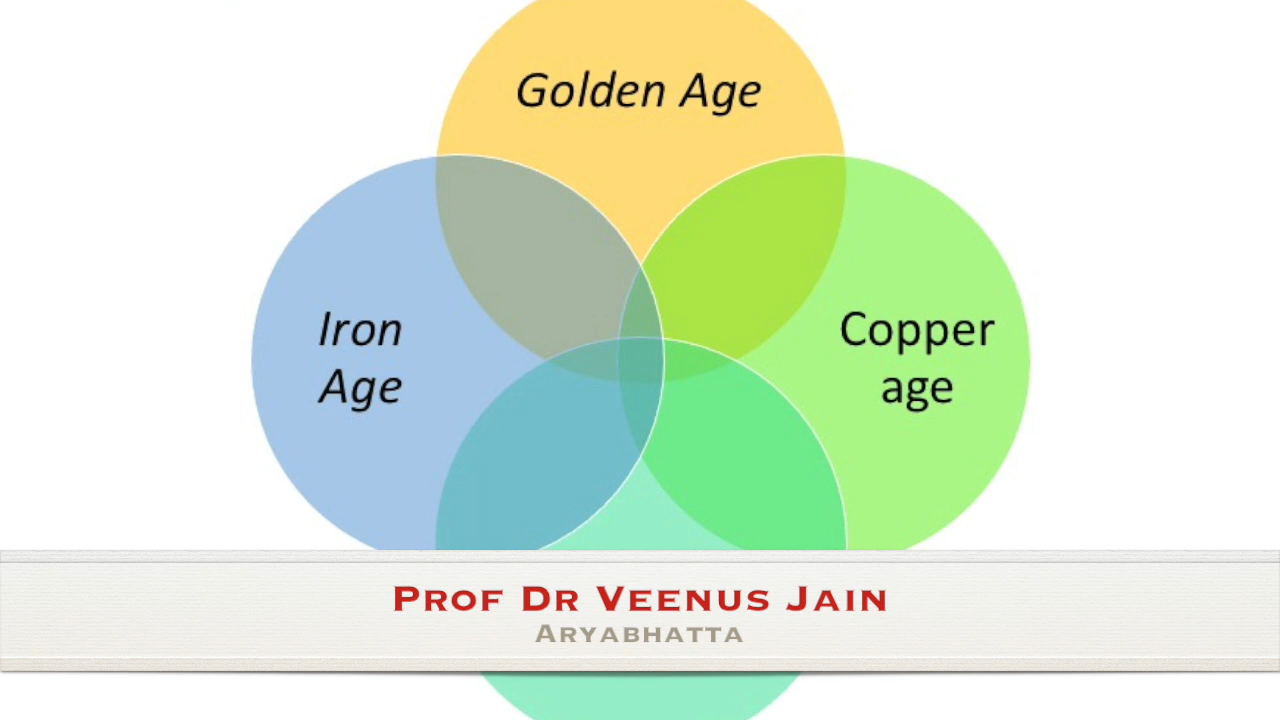 Golden Age
Iron
Age
Copper
age
Prof Dr Veenus Jain
Aryabhatta